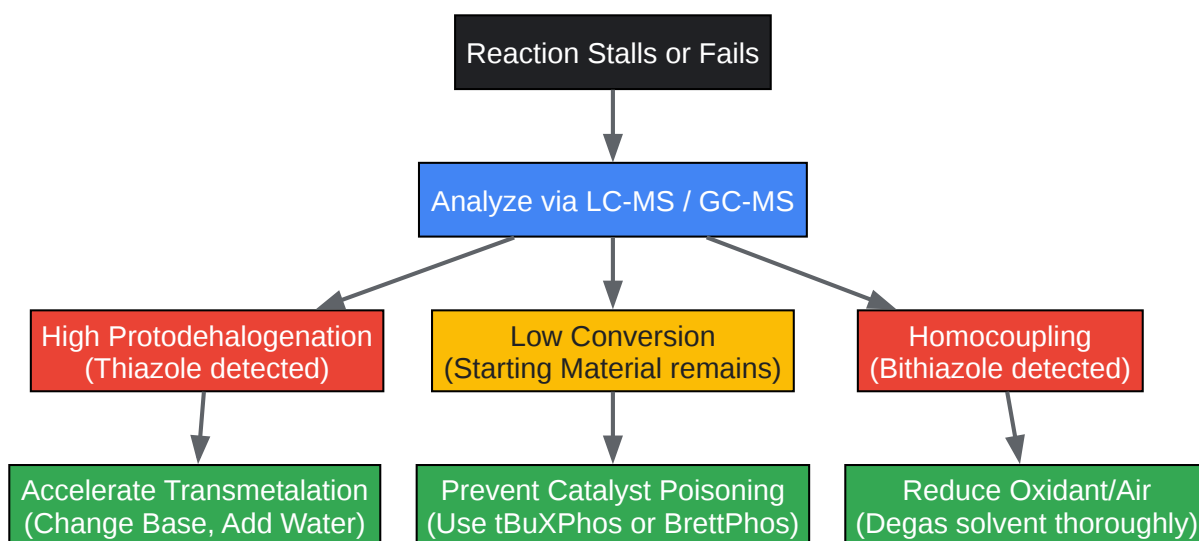 Reaction Stalls or Fails
Analyze via LC-MS / GC-MS
High Protodehalogenation
(Thiazole detected)
Low Conversion
(Starting Material remains)
Homocoupling
(Bithiazole detected)
Accelerate Transmetalation
(Change Base, Add Water)
Prevent Catalyst Poisoning
(Use tBuXPhos or BrettPhos)
Reduce Oxidant/Air
(Degas solvent thoroughly)